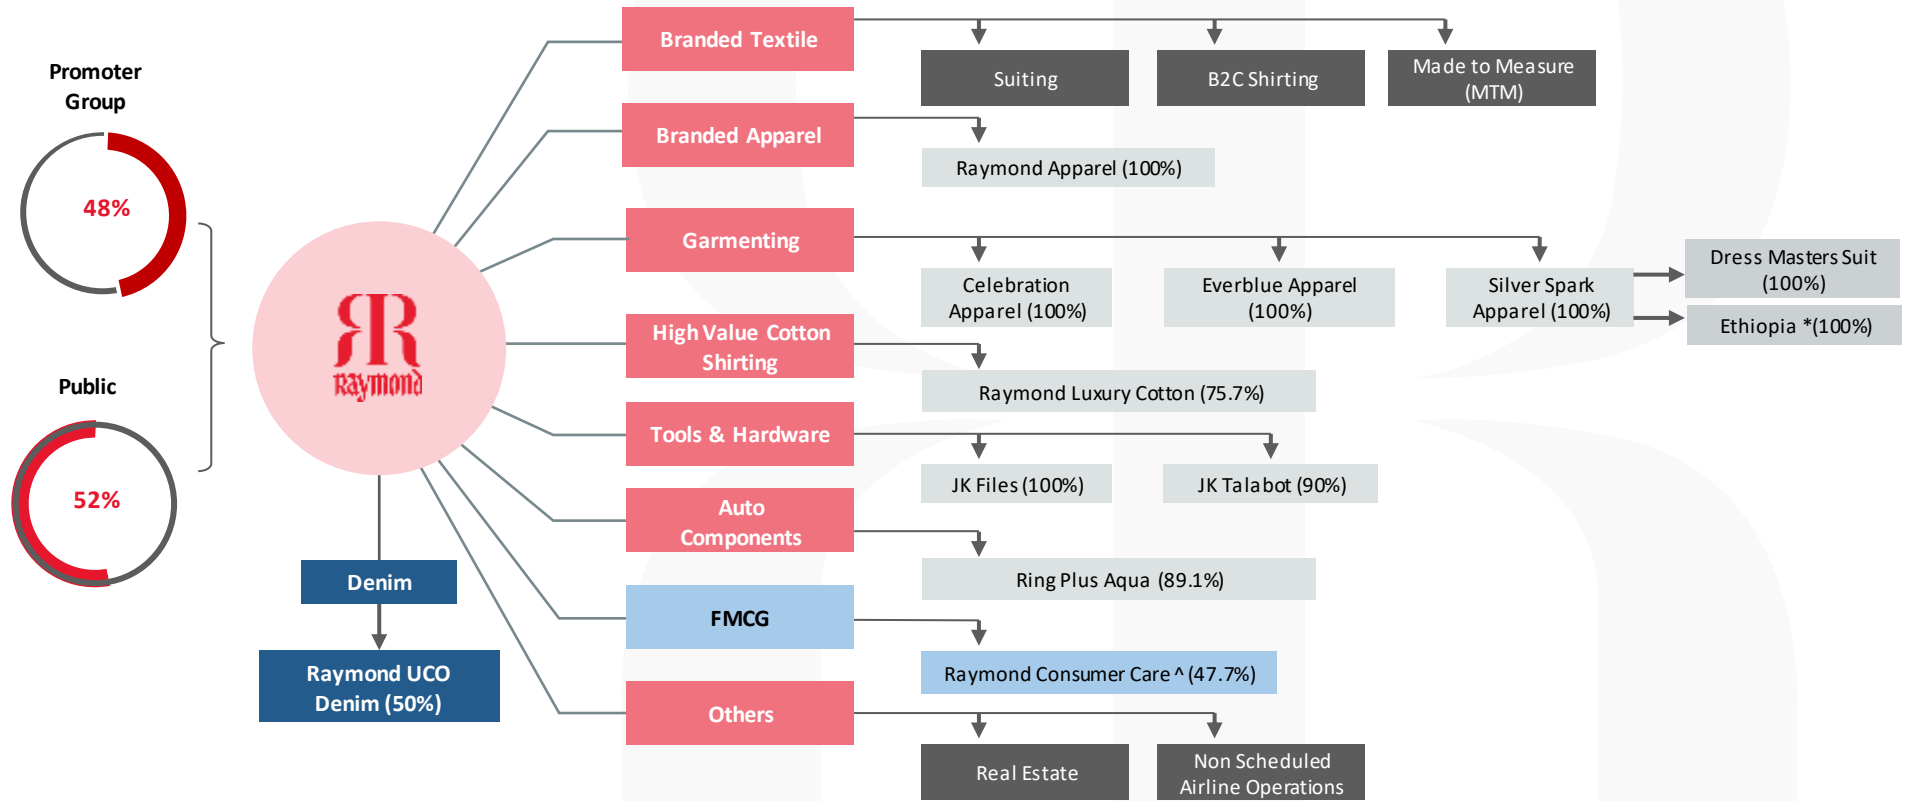 Promoter
Group
48%
Public
52%
Raymond
Denim
Raymond UCO
Denim (50%)
Branded Textile
Suiting
B2C Shirting
Made to Measure
(MTM)
Branded Apparel
Raymond Apparel (100%)
Garmenting
Celebration
Apparel (100%)
Everblue Apparel
(100%)
Silver Spark
Apparel (100%)
Dress Masters Suit
(100%)
Ethiopia *(100%)
High Value Cotton
Shirting
Raymond Luxury Cotton (75.7%)
Tools & Hardware
JK Files (100%)
JK Talabot (90%)
Auto
Components
Ring Plus Aqua (89.1%)
FMCG
Raymond Consumer Care ^ (47.7%)
Others
Real Estate
Non Scheduled
Airline Operations